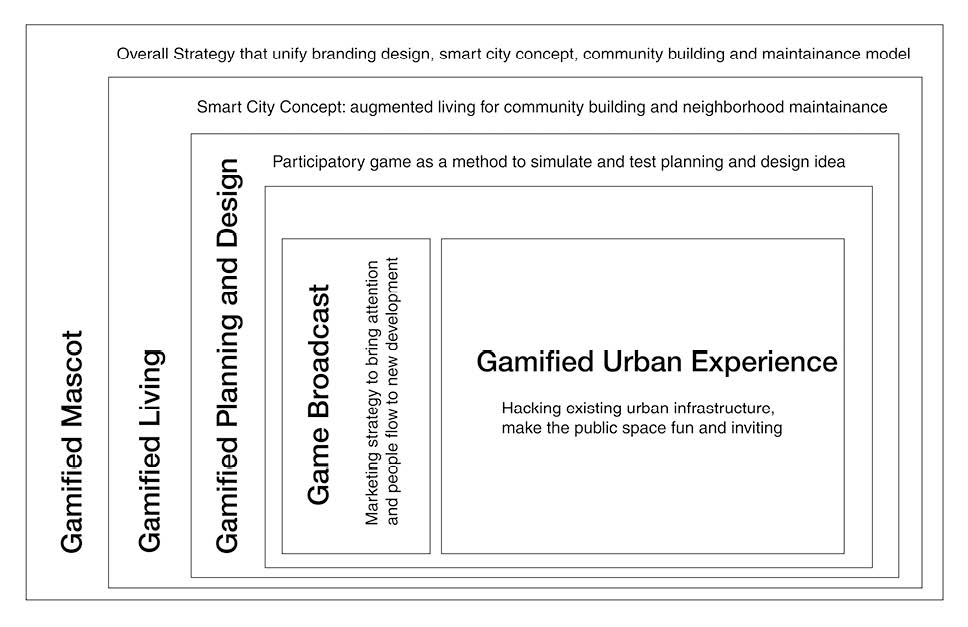 Overall Strategy that unify branding design, smart city concept, community building and maintainance model
Gamified Mascot
Smart City Concept: augmented living for community building and neighborhood maintainance
Gamified Living
Participatory game as a method to simulate and test planning and design idea
Gamified Planning and Design
Game Broadcast
Marketing strategy to bring attention
and people flow to new development
Gamified Urban Experience
Hacking existing urban infrastructure,
make the public space fun and inviting